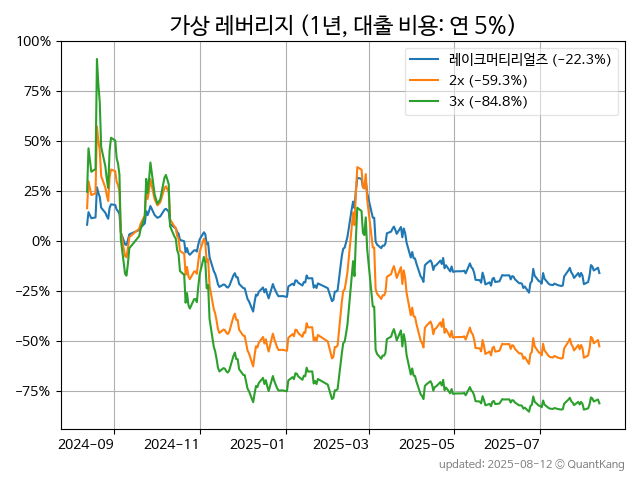 가상 레버리지 (1년, 대출 비용: 연 5%)
100%
75%
50%
25%
0%
−25%
−50%
−75%
레이크머티리얼즈 (−22.3%)
2x (−59.3%)
3x (−84.8%)
2024-09 2024-11 2025-01 2025-03 2025-05 2025-07
updated: 2025-08-12 © QuantKang